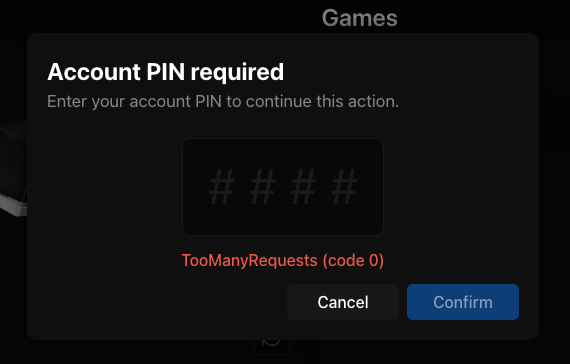 Games
Account PIN required
Enter your account PIN to continue this action.
# # # #
TooManyRequests (code 0)
Cancel
Confirm